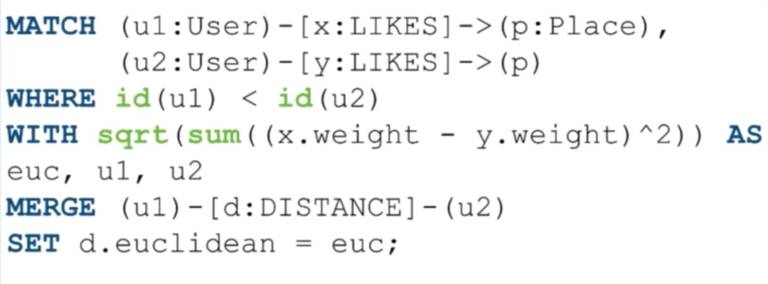 MATCH (u1:User)-[x:LIKES]->(p:Place),
(u2:User)-[y:LIKES]->(p)
WHERE id(u1) < id(u2)
WITH sqrt(sum((x.weight - y.weight)^2)) AS
euc, u1, u2
MERGE (u1)-[d:DISTANCE]-(u2)
SET d.euclidean = euc;